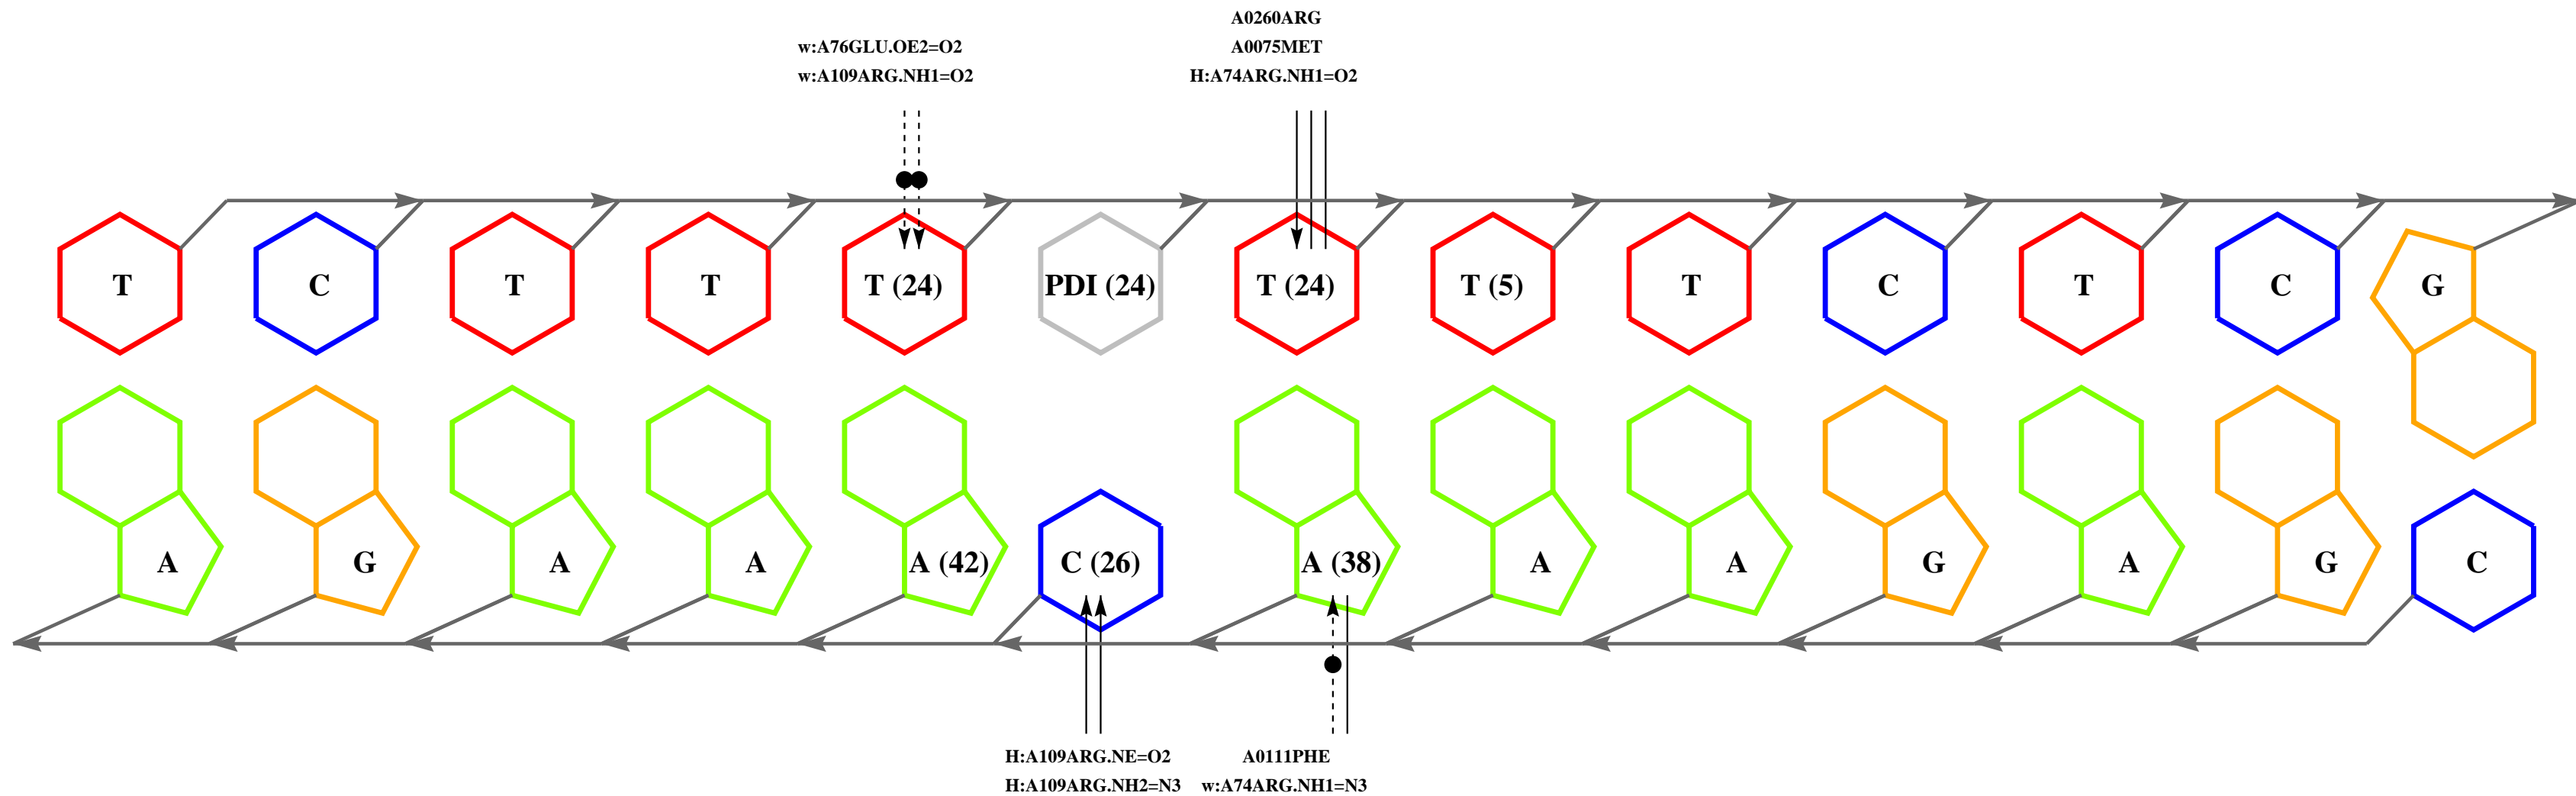 A0260ARG
w:A76GLU.OE2=O2 A0075MET
w:A109ARG.NH1=O2 H:A74ARG.NH1=O2
T C T T T (24) PDI (24) T (24) T (5) T C T C G
A G A A A (42) C (26) A (38) A A G A G C
H:A109ARG.NE=O2 A0111PHE
H:A109ARG.NH2=N3 w:A74ARG.NH1=N3